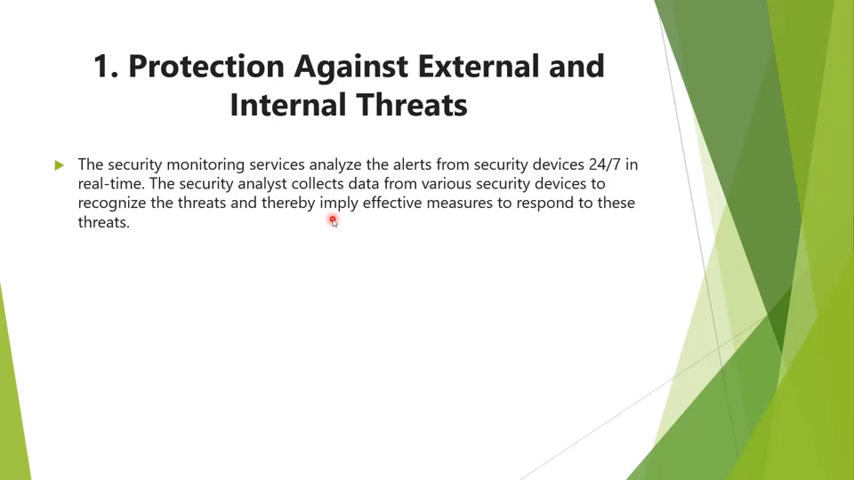 1. Protection Against External and
Internal Threats
The security monitoring services analyze the alerts from security devices 24/7 in
real-time. The security analyst collects data from various security devices to
recognize the threats and thereby imply effective measures to respond to these
threats.